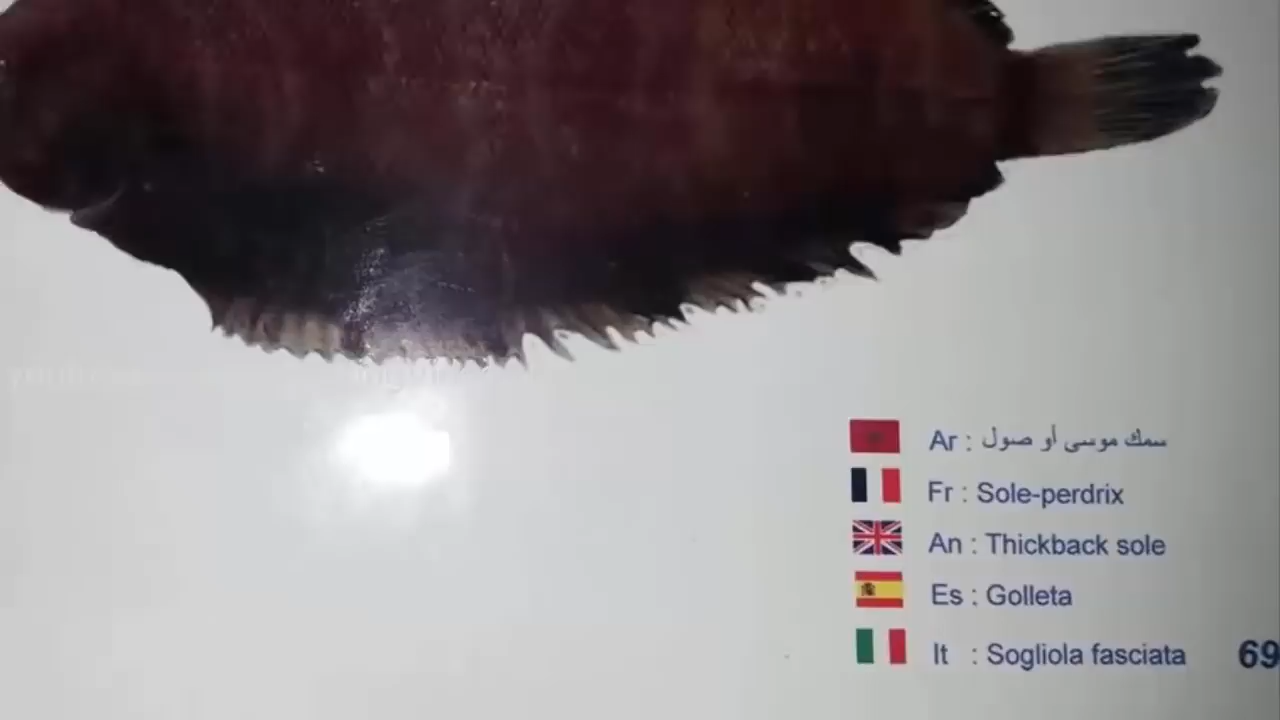 Ar : سمك موسى أو صول
Fr : Sole-perdrix
An : Thickback sole
Es : Golleta
It : Sogliola fasciata
69